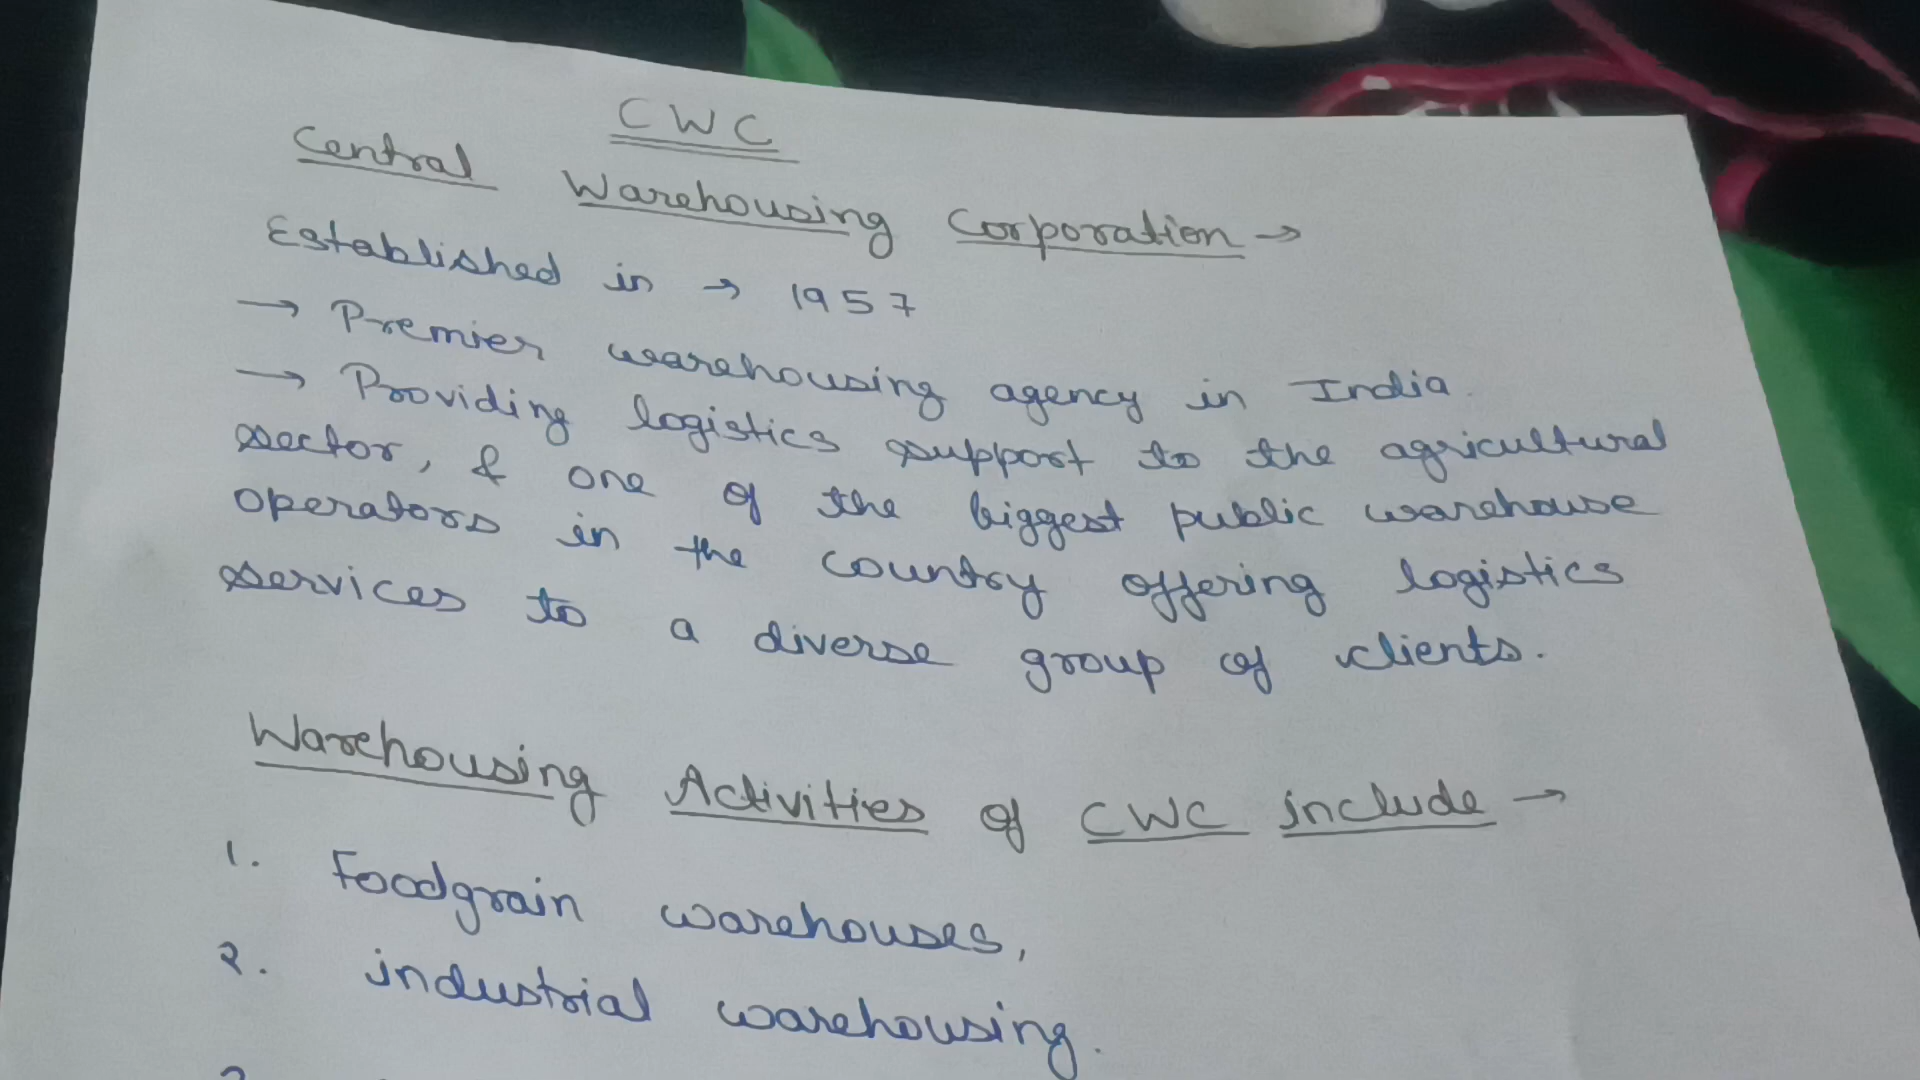 CWC
Central Warehousing Corporation →
Established in → 1957
→ Premier warehousing agency in India.
→ Providing logistics support to the agricultural
sector, & one of the biggest public warehouse
operators in the country offering logistics
services to a diverse group of clients.
Warehousing Activities of CWC include →
1. Foodgrain warehouses,
2. industrial warehousing.